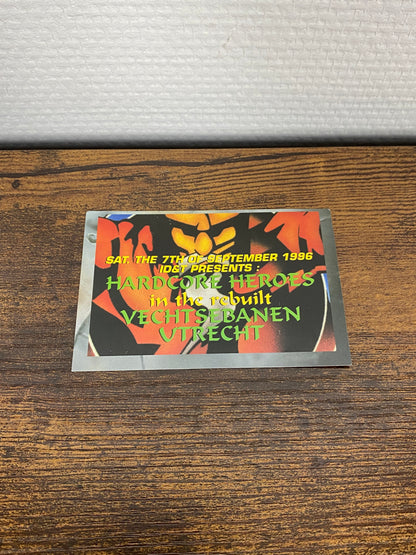 SAT, THE 7TH OF SEPTEMBER 1996
ID&T PRESENTS :
HARDCORE HEROES
in the rebuilt
VECHTSEBANEN
UTRECHT